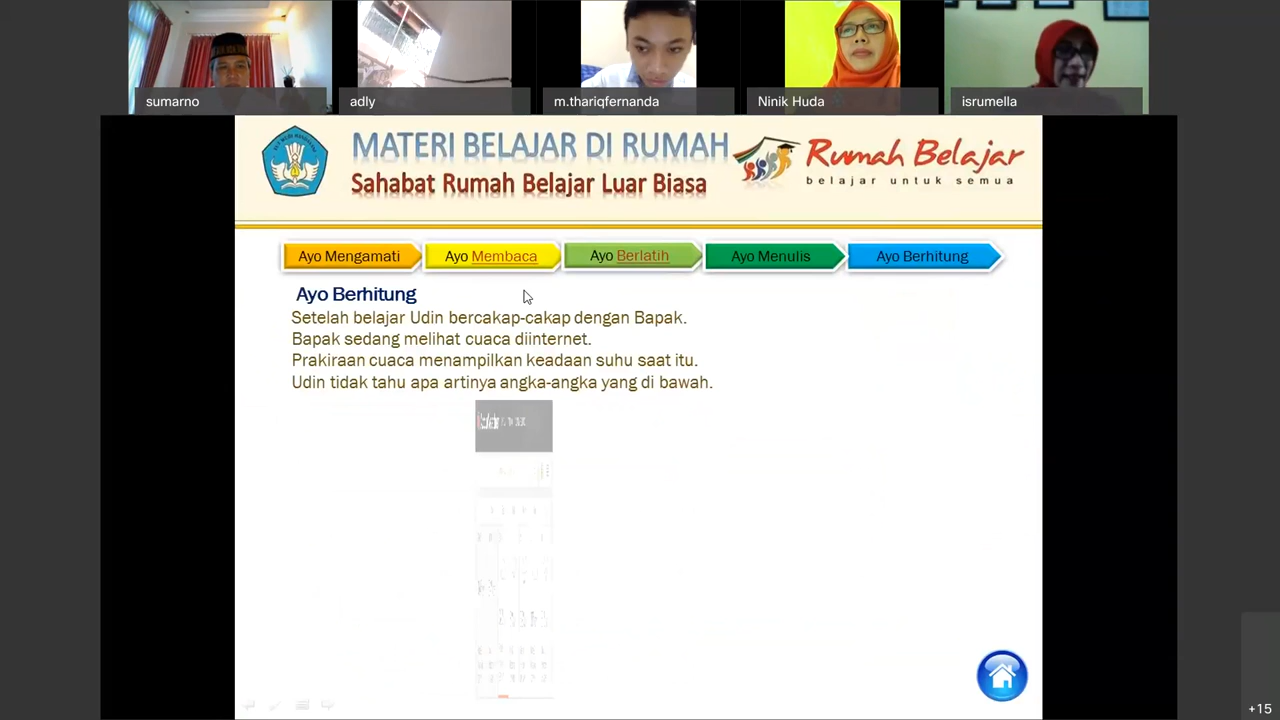 sumarno
adly
m.thariqfernanda
Ninik Huda
isrumella
MATERI BELAJAR DI RUMAH
Sahabat Rumah Belajar Luar Biasa
Rumah Belajar
belajar untuk semua
Ayo Mengamati
Ayo Membaca
Ayo Berlatih
Ayo Menulis
Ayo Berhitung
Ayo Berhitung
Setelah belajar Udin bercakap-cakap dengan Bapak.
Bapak sedang melihat cuaca diinternet.
Prakiraan cuaca menampilkan keadaan suhu saat itu.
Udin tidak tahu apa artinya angka-angka yang di bawah.
+15